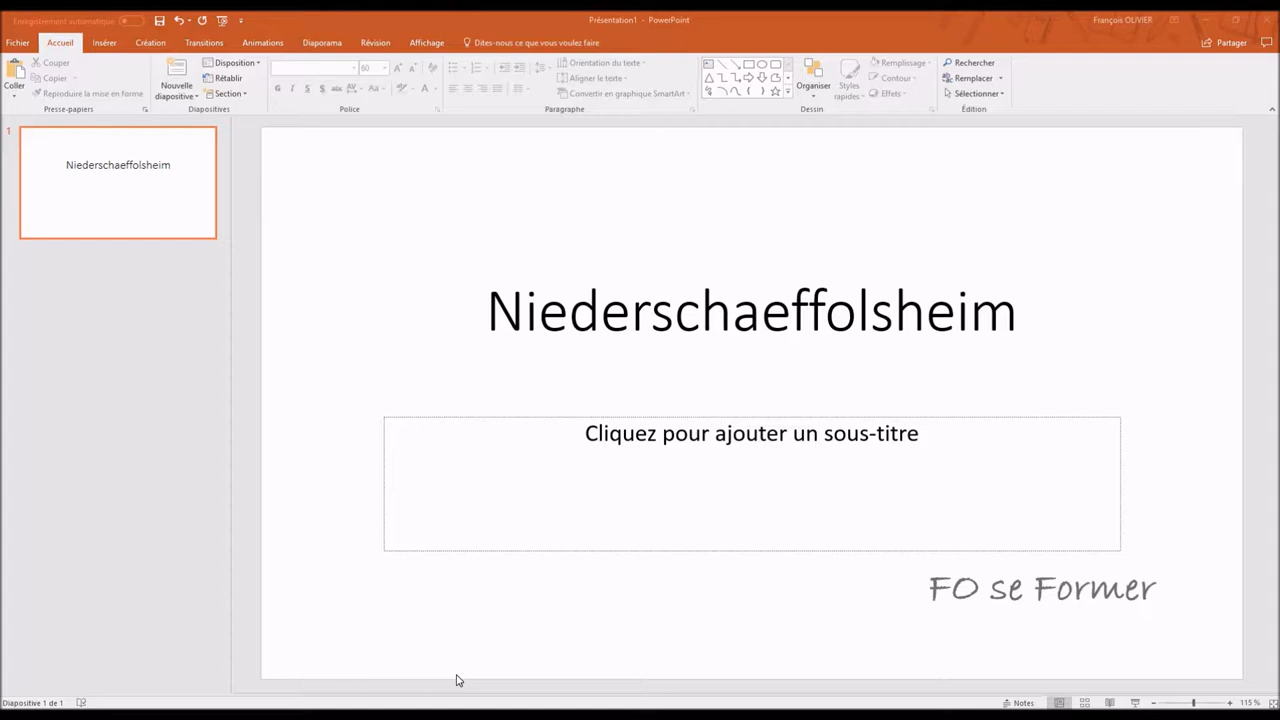 Enregistrement automatique
Présentation1 - PowerPoint
François OLIVIER
Fichier Accueil Insérer Création Transitions Animations Diaporama Révision Affichage Dites-nous ce que vous voulez faire Partager
Coller
Couper
Copier
Reproduire la mise en forme
Presse-papiers
Nouvelle diapositive
Disposition
Rétablir
Section
Diapositives
60
G I S S abc AV Aa A
Police
Orientation du texte
Aligner le texte
Convertir en graphique SmartArt
Paragraphe
Organiser
Styles rapides
Remplissage
Contour
Effets
Dessin
Rechercher
Remplacer
Sélectionner
Édition
1
Niederschaeffolsheim
Niederschaeffolsheim
Cliquez pour ajouter un sous-titre
FO se Former
Diapositive 1 de 1
Notes
115 %